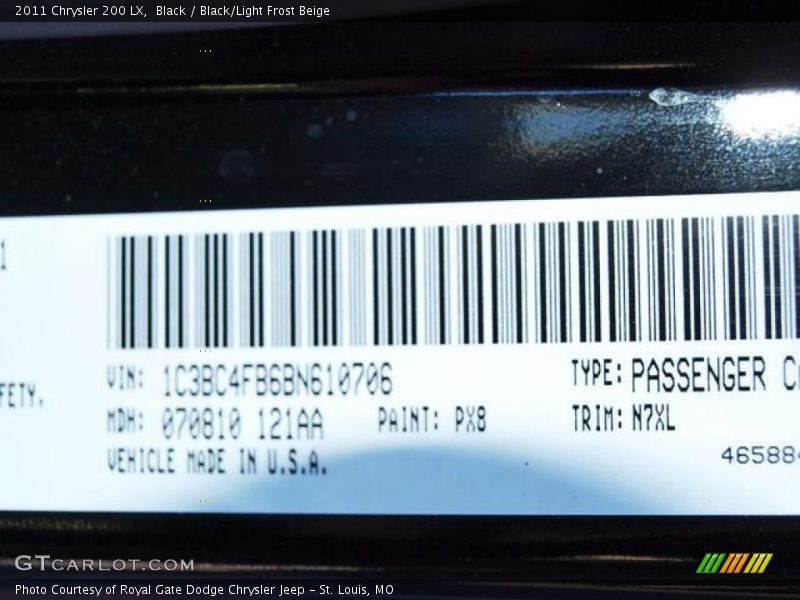 2011 Chrysler 200 LX,  Black / Black/Light Frost Beige
1
FETY.
VIN: 1C3BC4FB6BN610706
TYPE: PASSENGER
MDH: 070810 121AA
PAINT: PX8
TRIM: N7XL
VEHICLE MADE IN U.S.A.
46588
GTCARLOT.COM
Photo Courtesy of Royal Gate Dodge Chrysler Jeep - St. Louis, MO